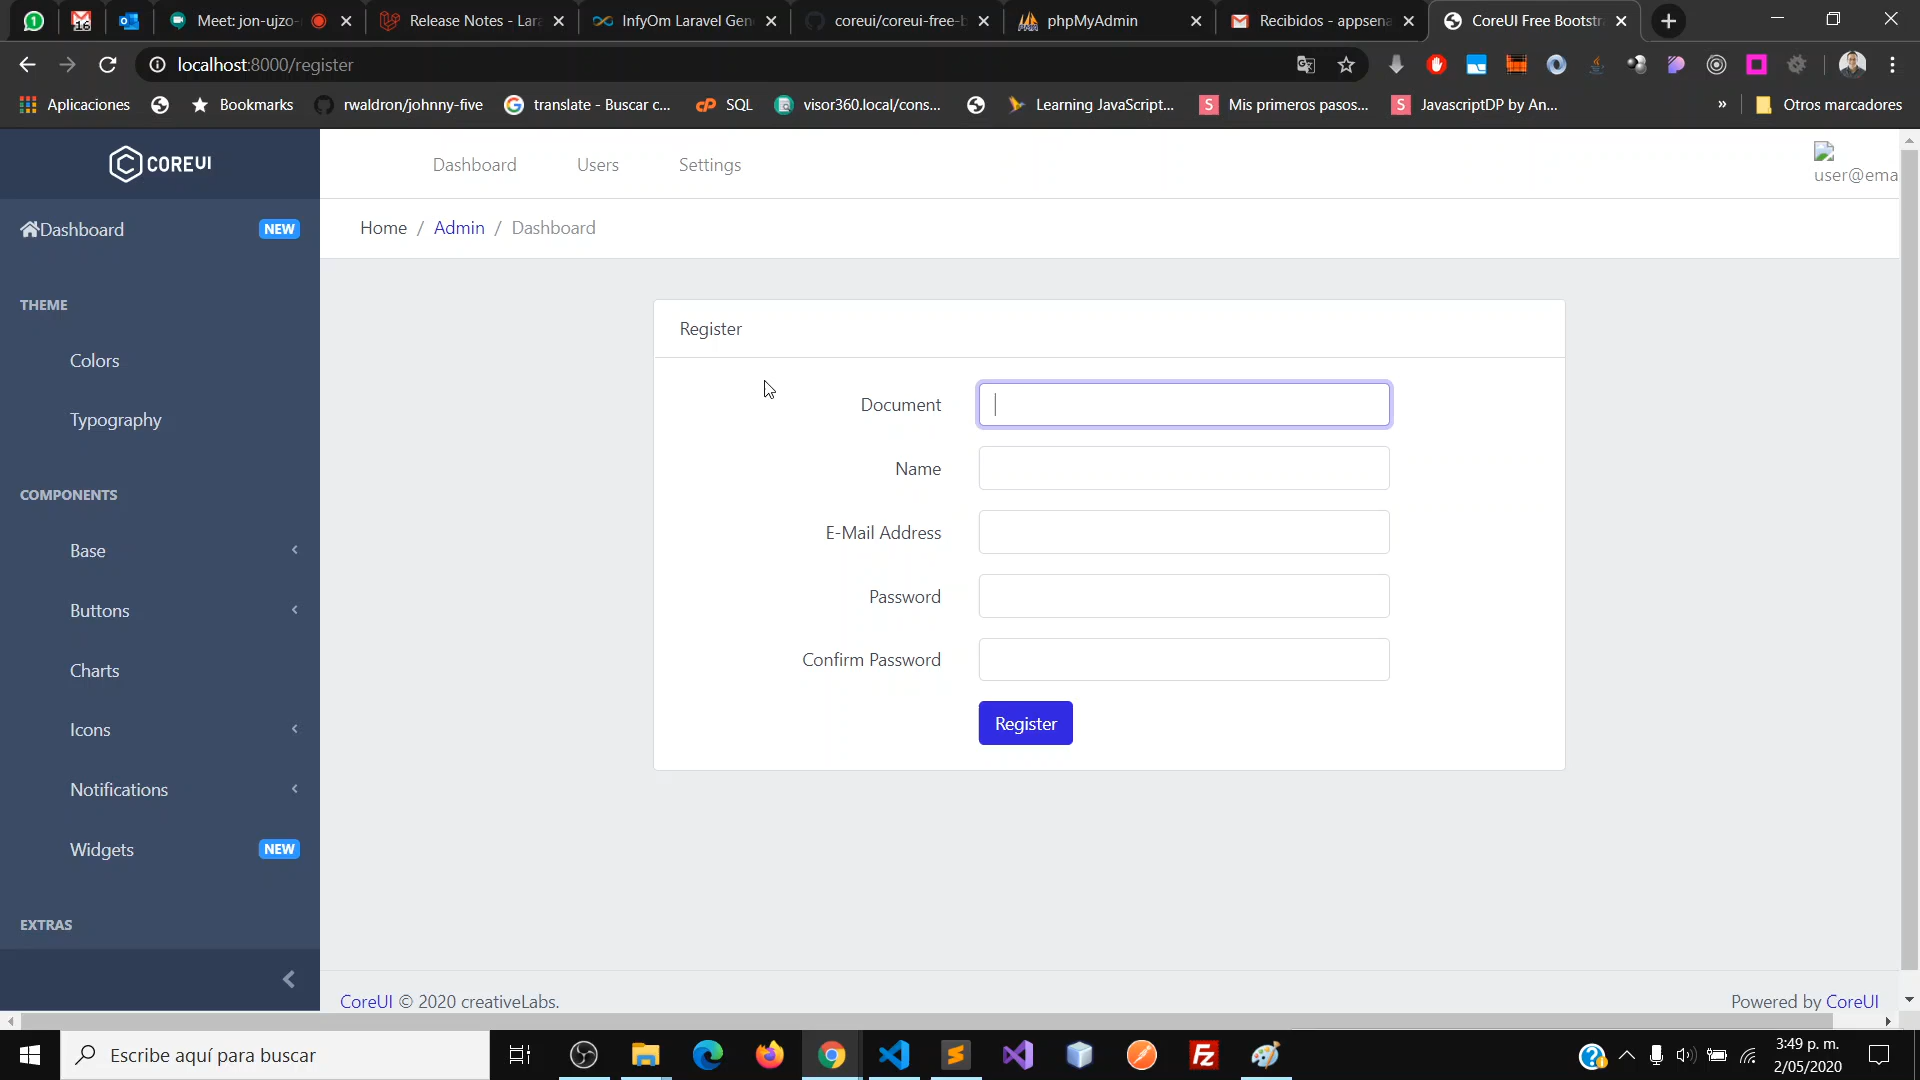 Meet: jon-ujzo
Release Notes - Lar
InfyOm Laravel Gen
coreui/coreui-free-b
phpMyAdmin
Recibidos - appsena
CoreUI Free Bootstr
localhost:8000/register
Aplicaciones
Bookmarks
rwaldron/johnny-five
translate - Buscar c...
SQL
visor360.local/cons...
Learning JavaScript...
Mis primeros pasos...
JavascriptDP by An...
»
Otros marcadores
COREUI
Dashboard
Users
Settings
user@ema
Dashboard NEW
Home / Admin / Dashboard
THEME
Colors
Typography
COMPONENTS
Base
Buttons
Charts
Icons
Notifications
Widgets NEW
EXTRAS
Register
Document
Name
E-Mail Address
Password
Confirm Password
Register
CoreUI © 2020 creativeLabs.
Powered by CoreUI
Escribe aquí para buscar
3:49 p. m.
2/05/2020